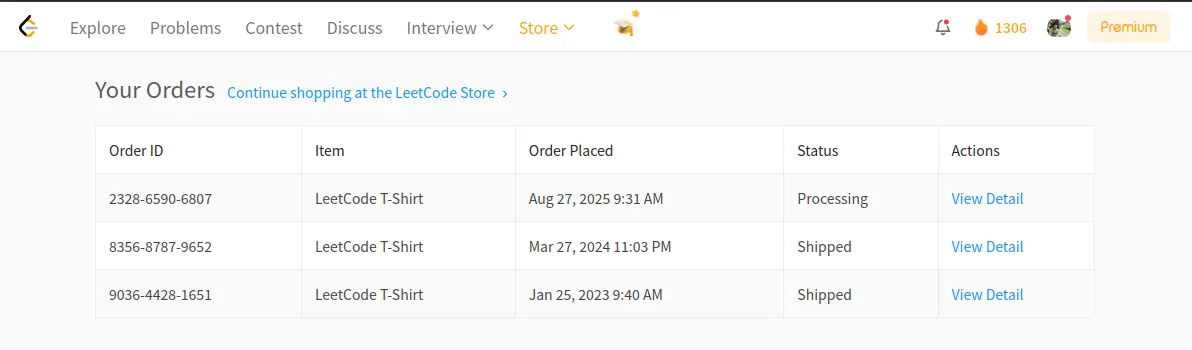 Explore Problems Contest Discuss Interview Store 1306 Premium
Your Orders Continue shopping at the LeetCode Store ›
Order ID Item Order Placed Status Actions
2328-6590-6807 LeetCode T-Shirt Aug 27, 2025 9:31 AM Processing View Detail
8356-8787-9652 LeetCode T-Shirt Mar 27, 2024 11:03 PM Shipped View Detail
9036-4428-1651 LeetCode T-Shirt Jan 25, 2023 9:40 AM Shipped View Detail